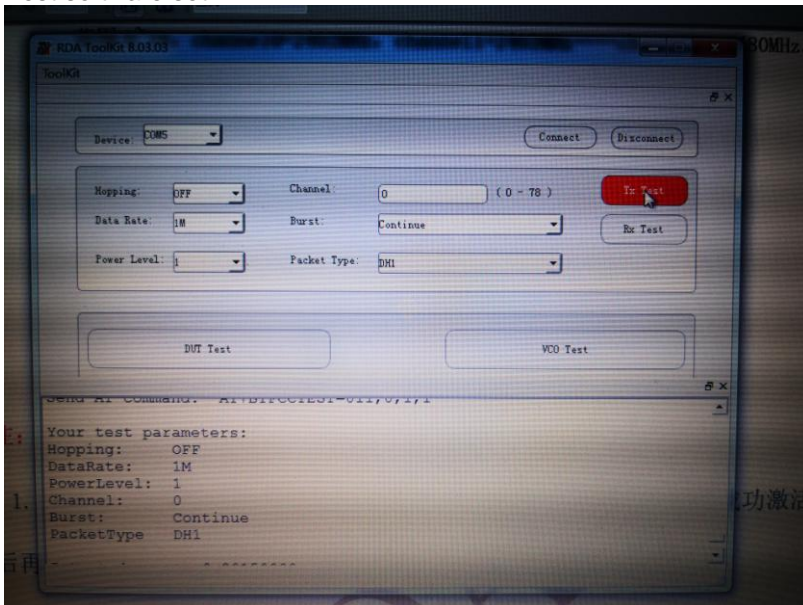 RDA ToolKit 8.03.03
80MHz
ToolKit
Device: COM5 Connect Disconnect
Hopping: OFF Channel: 0 ( 0 - 78 ) Tx Test
Data Rate: 1M Burst: Continue Rx Test
Power Level: 1 Packet Type: DH1
DUT Test VCO Test
Your test parameters:
Hopping: OFF
DataRate: 1M
PowerLevel: 1
Channel: 0
1. 功激活
Burst: Continue
PacketType DH1
后再